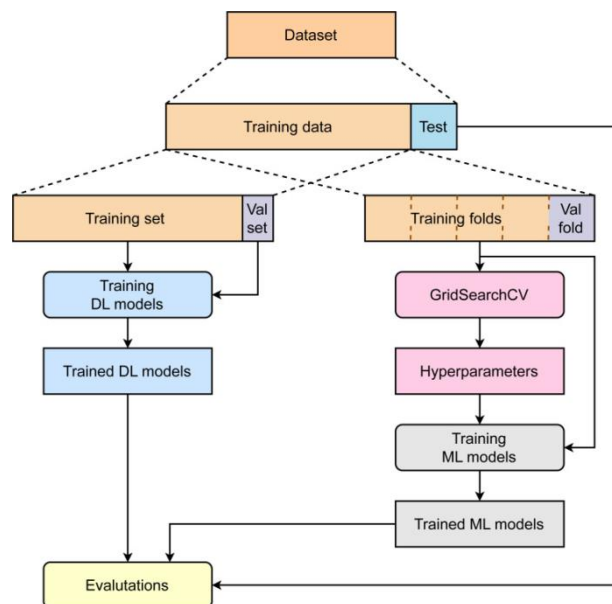 Dataset
Training data
Test
Training set
Val
set
Training folds
Val
fold
Training
DL models
GridSearchCV
Trained DL models
Hyperparameters
Training
ML models
Trained ML models
Evalutations